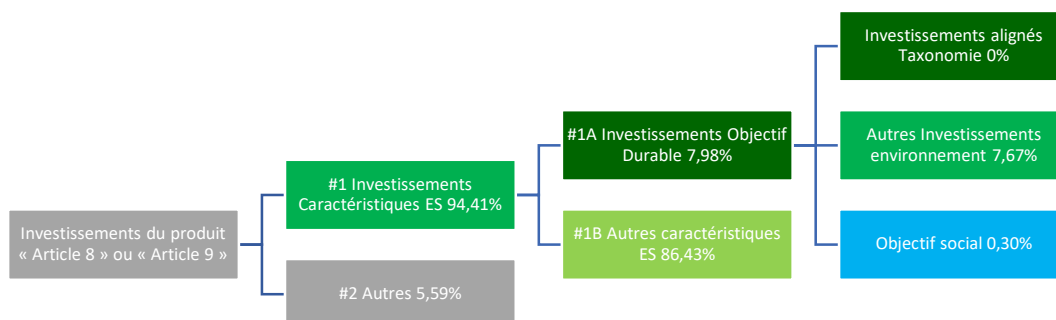 Investissements du produit
« Article 8 » ou « Article 9 »
#1 Investissements
Caractéristiques ES 94,41%
#2 Autres 5,59%
#1A Investissements Objectif
Durable 7,98%
#1B Autres caractéristiques
ES 86,43%
Investissements alignés
Taxonomie 0%
Autres Investissements
environnement 7,67%
Objectif social 0,30%